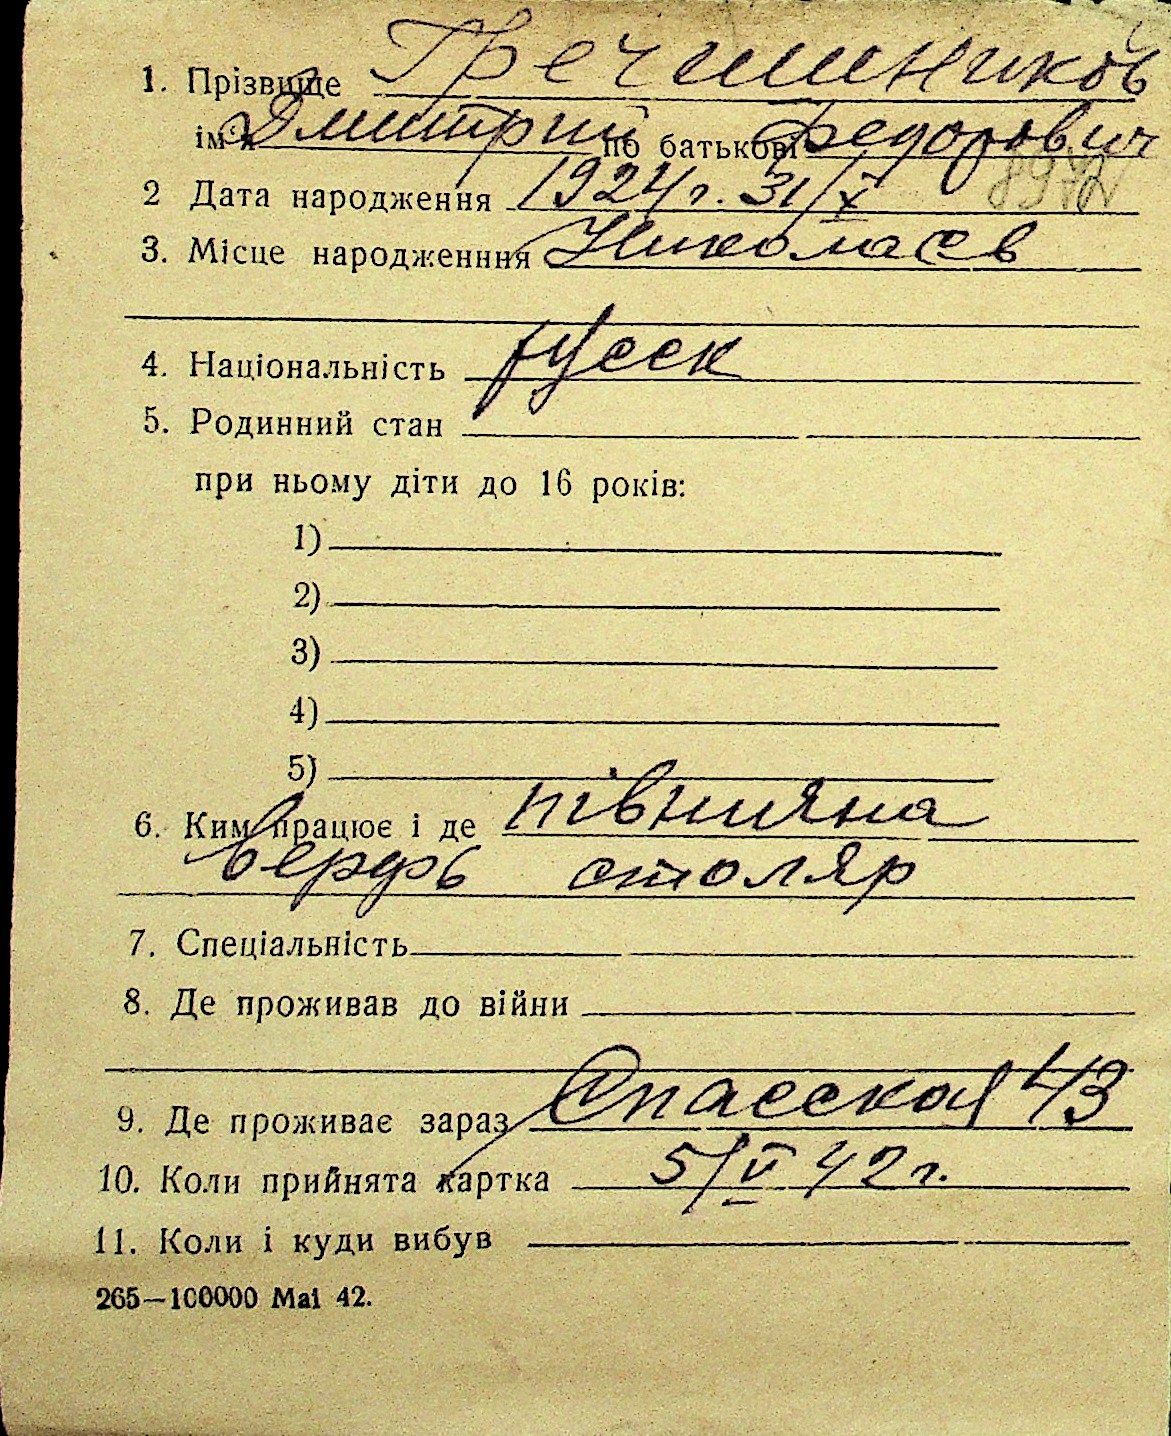 1. Прізвище Гречишников
ім'я Дмитрий по батькові Федорович
2 Дата народження 1924 г. 31/X
3. Місце народженння Николаев
4. Національність русск
5. Родинний стан
при ньому діти до 16 років:
1)
2)
3)
4)
5)
6. Ким працює і де північна
верфь столяр
7. Спеціальність
8. Де проживав до війни
9. Де проживає зараз Спасская 43
10. Коли прийнята картка 5/V 42 г.
11. Коли і куди вибув
265—100000 Mai 42.